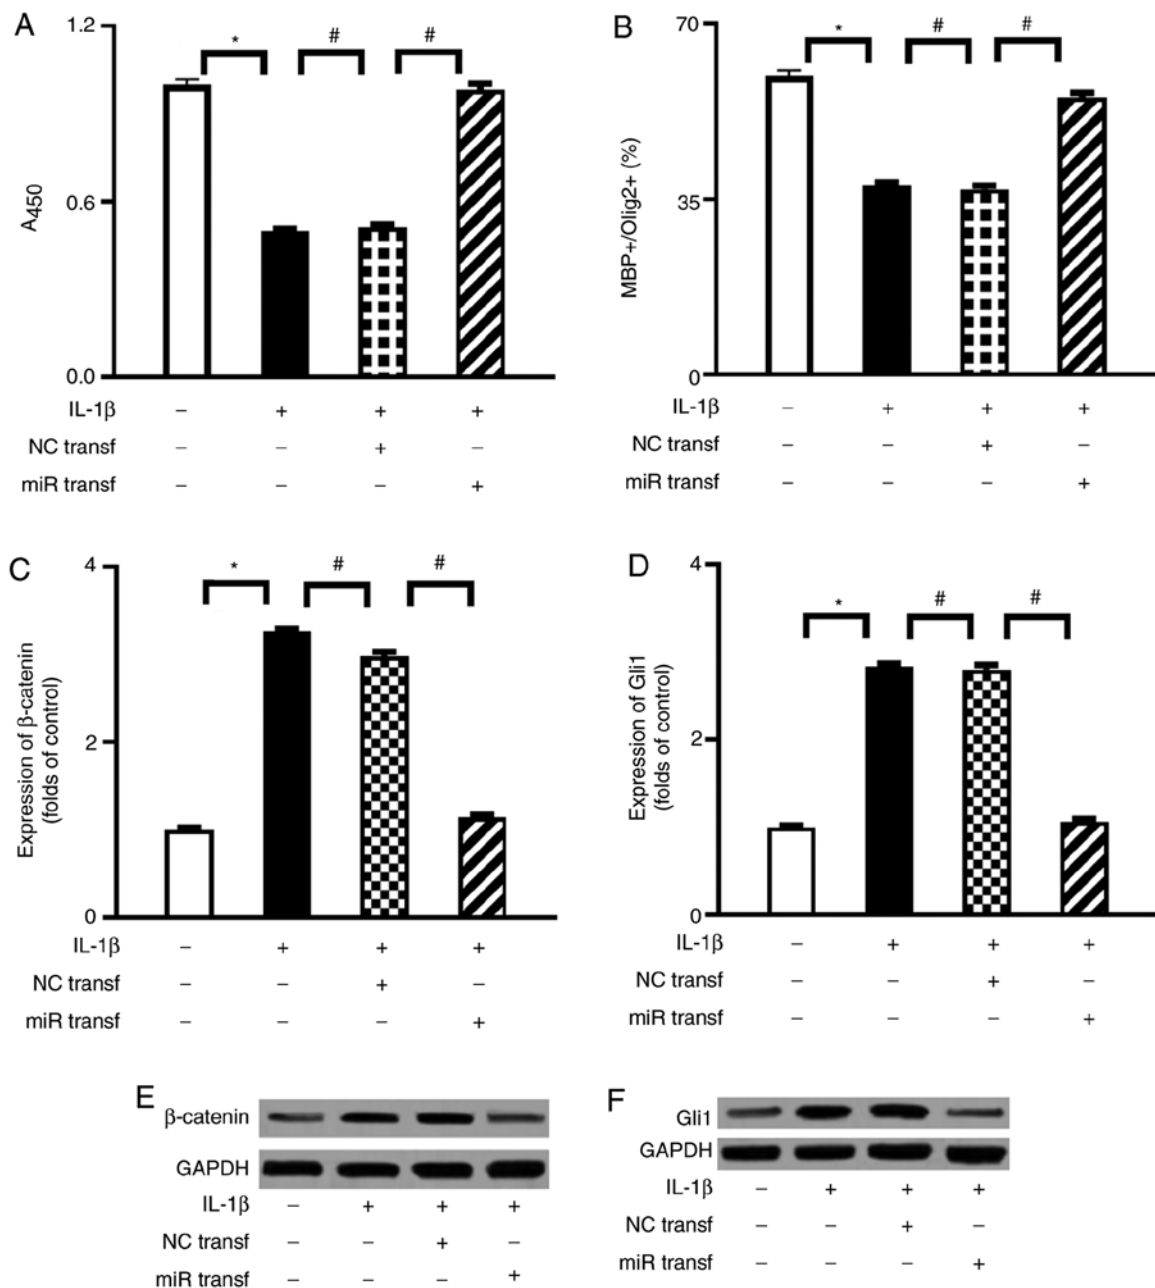 A
1.2
*
#
#
A450
0.6
0.0
IL-1β – + + +
NC transf – – + –
miR transf – – – +
B
70
*
#
#
MBP+/Olig2+ (%)
35
0
IL-1β – + + +
NC transf – – + –
miR transf – – – +
C
4
*
#
#
Expression of β-catenin
(folds of control)
2
0
IL-1β – + + +
NC transf – – + –
miR transf – – – +
D
4
*
#
#
Expression of Gli1
(folds of control)
2
0
IL-1β – + + +
NC transf – – + –
miR transf – – – +
E
β-catenin
GAPDH
IL-1β – + + +
NC transf – – + –
miR transf – – – +
F
Gli1
GAPDH
IL-1β – + + +
NC transf – – + –
miR transf – – – +